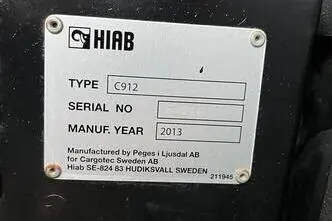 HIAB
TYPE C912
SERIAL NO
MANUF. YEAR 2013
Manufactured by Peges i Ljusdal AB
for Cargotec Sweden AB
Hiab SE-824 83 HUDIKSVALL SWEDEN
211945